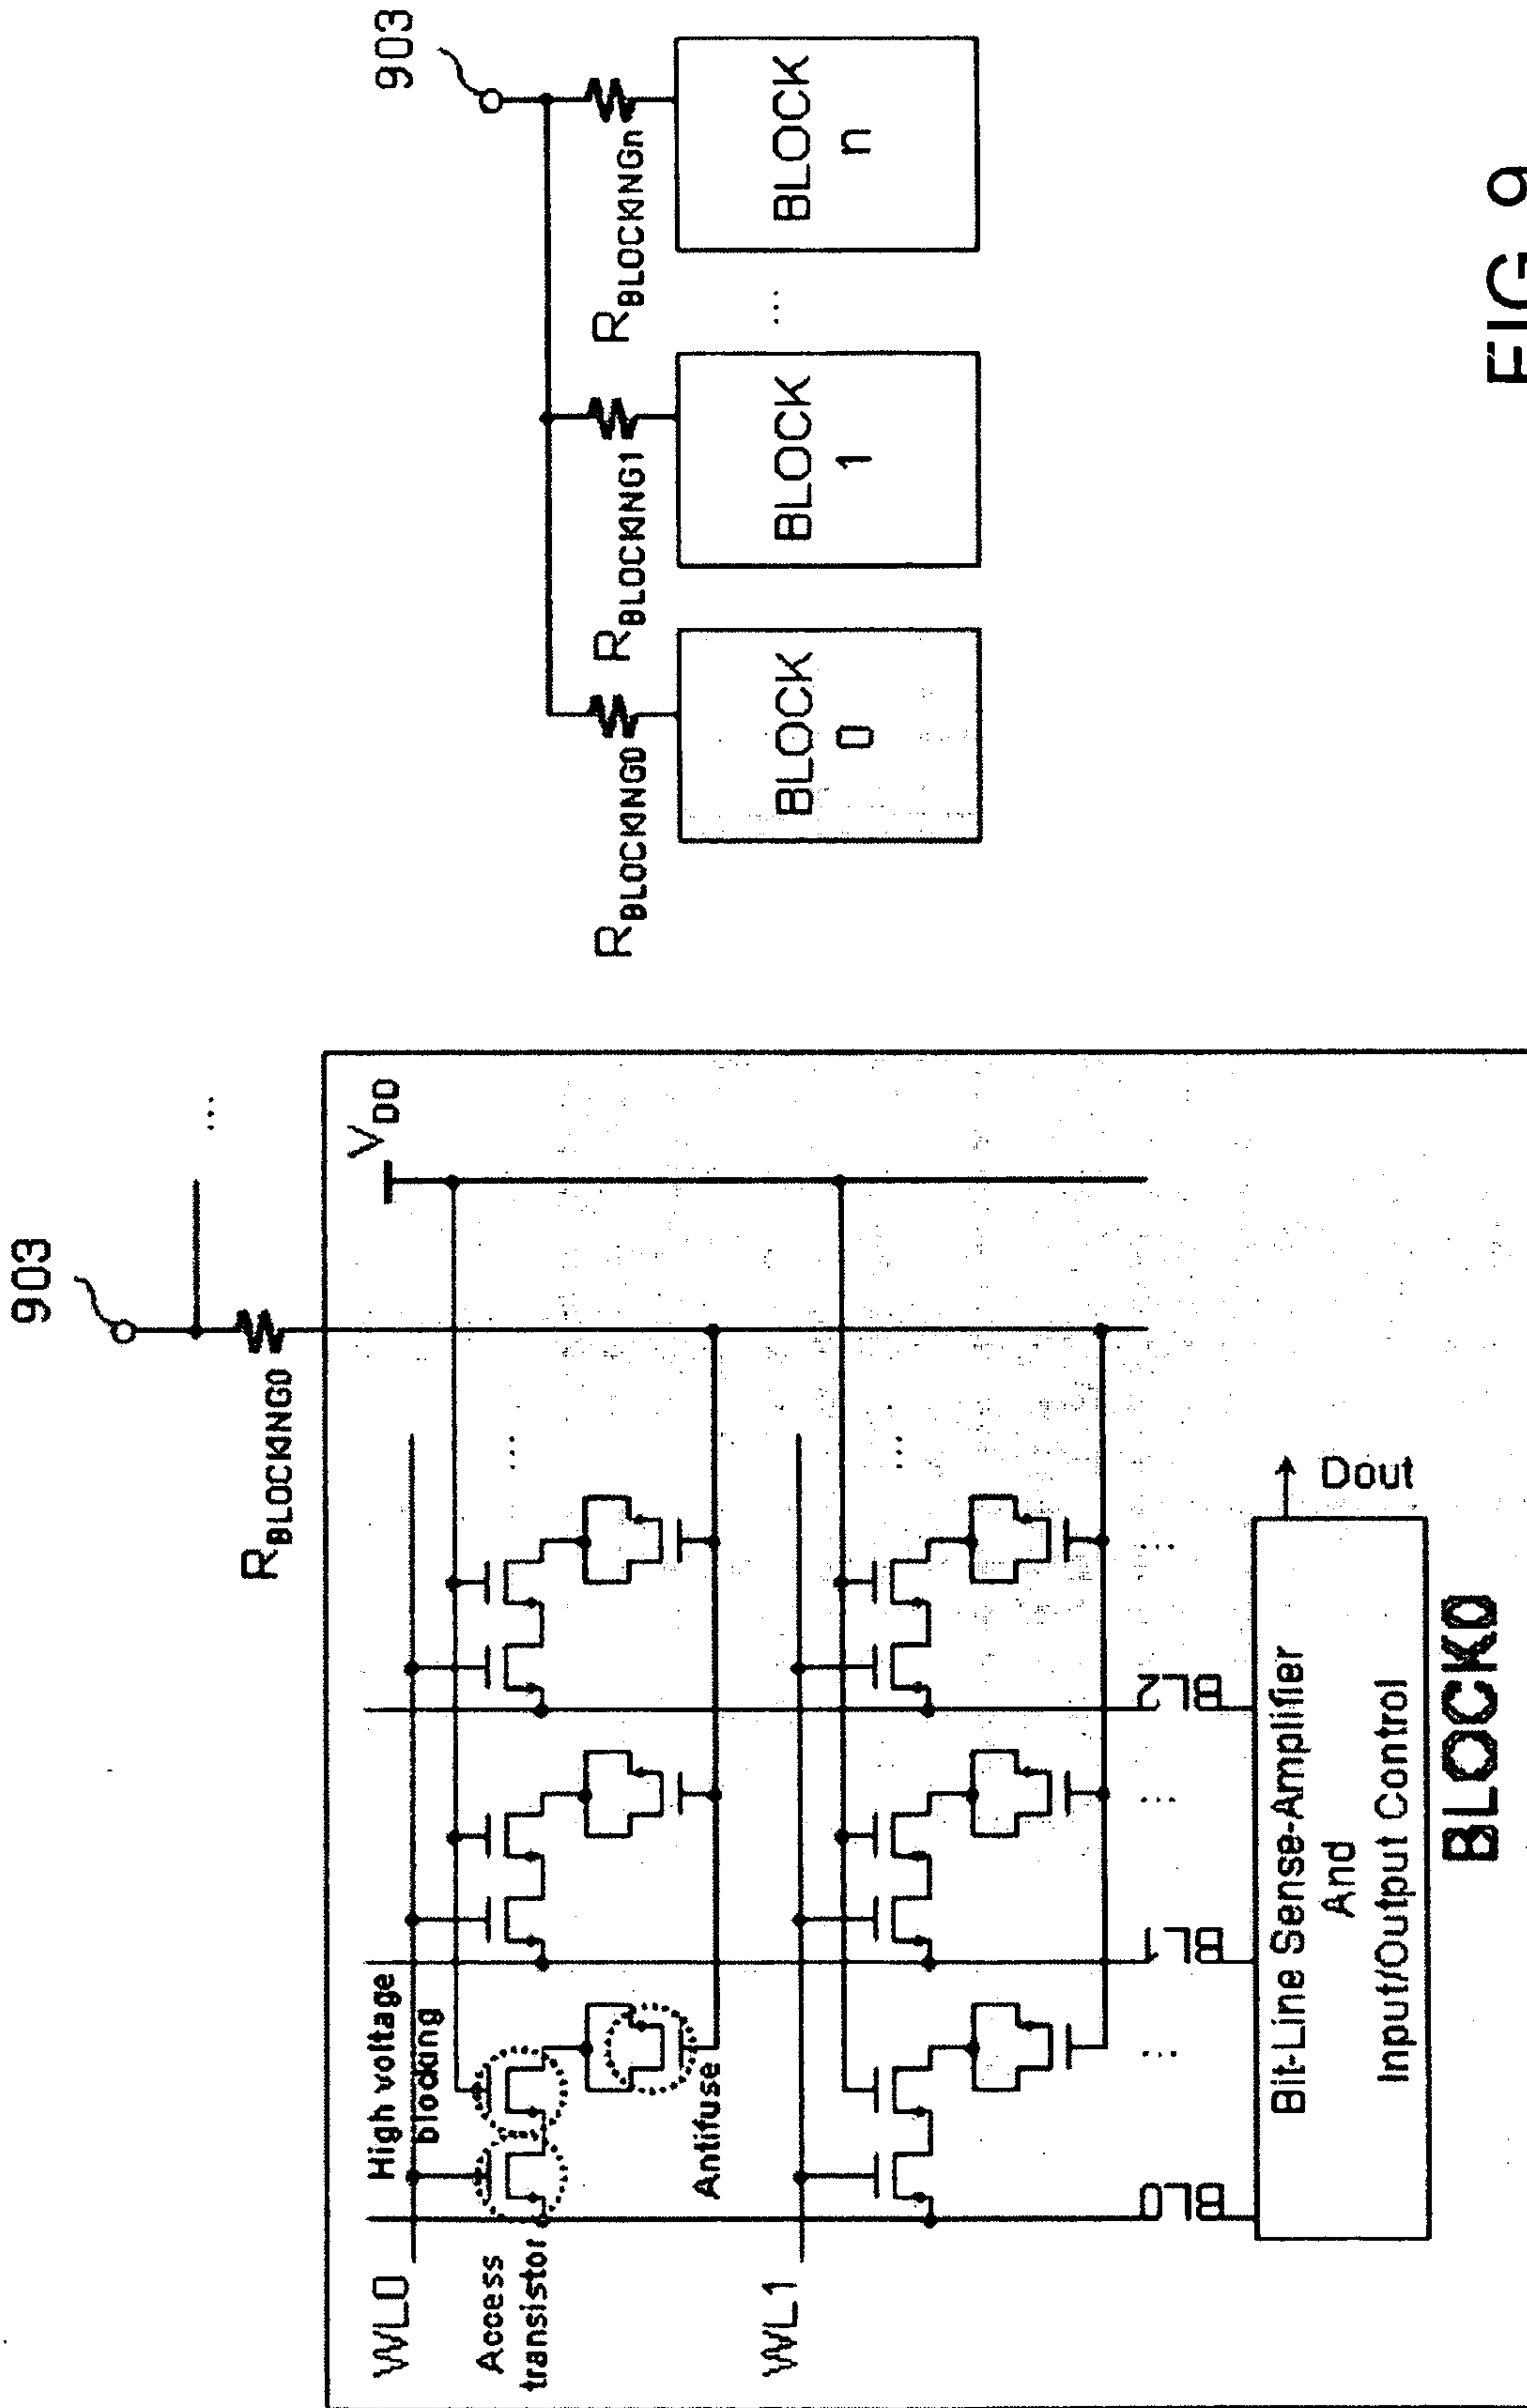 903
R_BLOCKING0
...
V_DD
WL0
High voltage
blocking
Access
transistor
Antifuse
...
WL1
...
BL0
BL1
BL2
...
...
...
Bit-Line Sense-Amplifier
And
Input/Output Control
Dout
BLOCK0
903
R_BLOCKING0
R_BLOCKING1
R_BLOCKINGn
BLOCK
0
BLOCK
1
...
BLOCK
n
FIG. 9